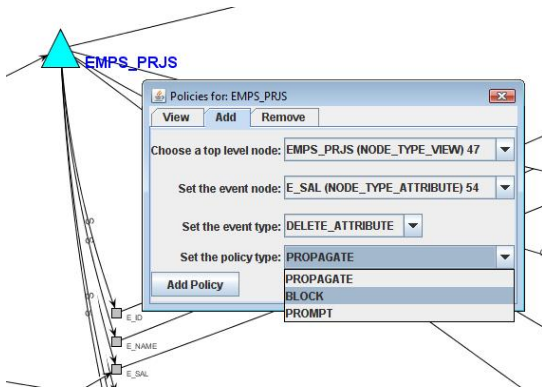 EMPS_PRJS
Policies for: EMPS_PRJS
View Add Remove
Choose a top level node: EMPS_PRJS (NODE_TYPE_VIEW) 47
Set the event node: E_SAL (NODE_TYPE_ATTRIBUTE) 54
Set the event type: DELETE_ATTRIBUTE
Set the policy type: PROPAGATE
Add Policy
PROPAGATE
BLOCK
PROMPT
S
S
S
S
E_ID
E_NAME
E_SAL